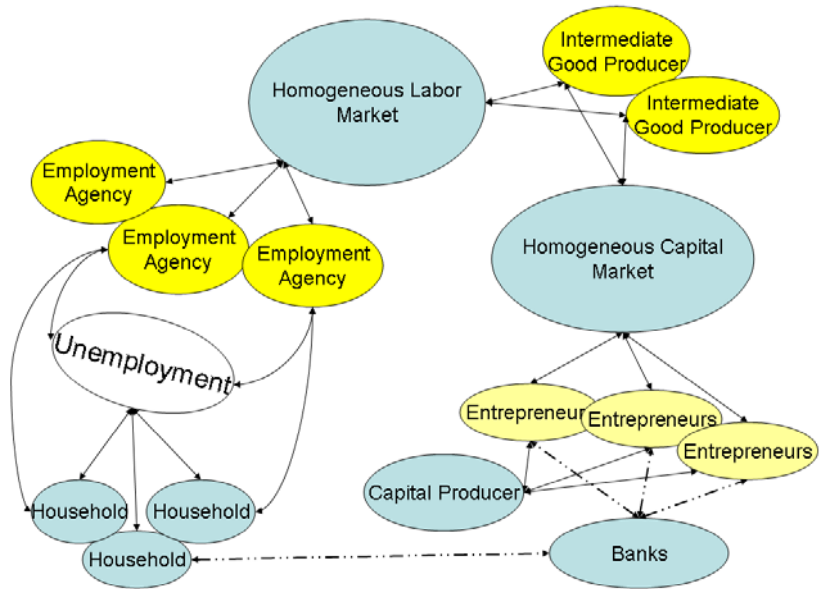 Homogeneous Labor
Market
Intermediate
Good Producer
Intermediate
Good Producer
Employment
Agency
Employment
Agency
Employment
Agency
Homogeneous Capital
Market
Unemployment
Entrepreneur
Entrepreneurs
Entrepreneurs
Capital Producer
Household
Household
Household
Banks